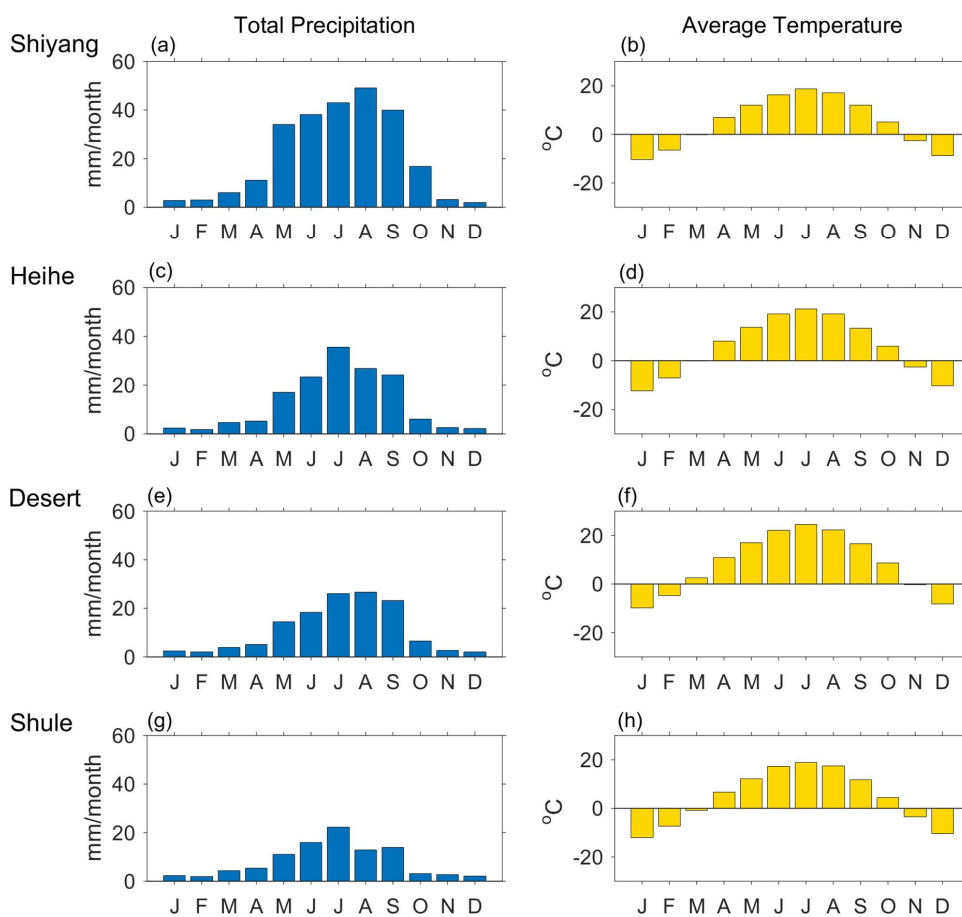 Total Precipitation
Average Temperature
Shiyang
(a)
60
40
20
0
mm/month
J F M A M J J A S O N D
(b)
20
0
-20
°C
J F M A M J J A S O N D
Heihe
(c)
60
40
20
0
mm/month
J F M A M J J A S O N D
(d)
20
0
-20
°C
J F M A M J J A S O N D
Desert
(e)
60
40
20
0
mm/month
J F M A M J J A S O N D
(f)
20
0
-20
°C
J F M A M J J A S O N D
Shule
(g)
60
40
20
0
mm/month
J F M A M J J A S O N D
(h)
20
0
-20
°C
J F M A M J J A S O N D